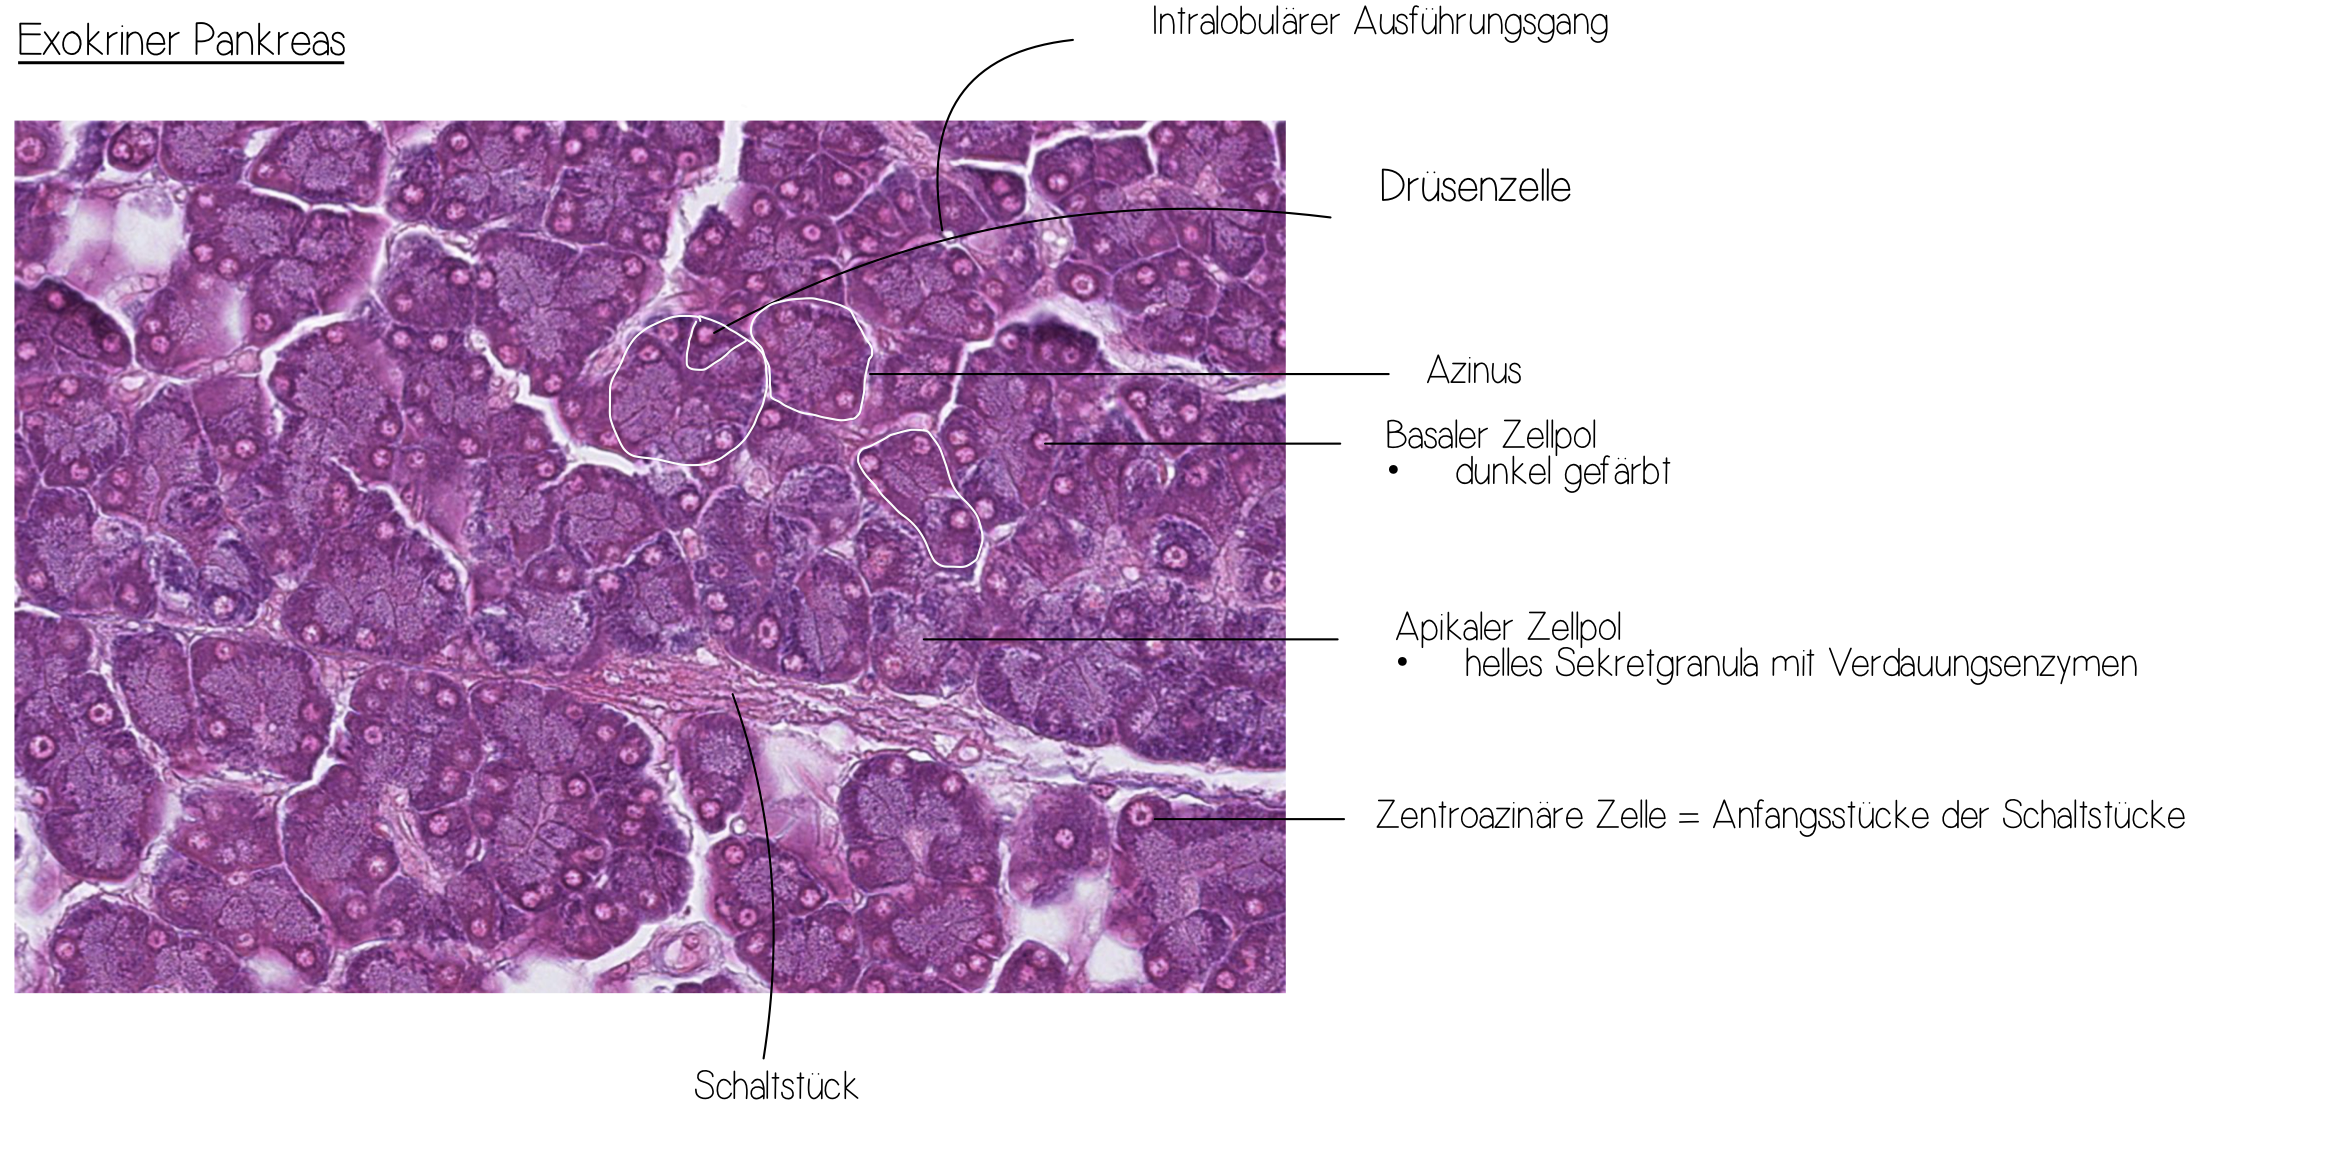 Intralobulärer Ausführungsgang
Exokriner Pankreas
Drüsenzelle
Azinus
Basaler Zellpol
• dunkel gefärbt
Apikaler Zellpol
• helles Sekretgranula mit Verdauungsenzymen
Zentroazinäre Zelle = Anfangsstücke der Schaltstücke
Schaltstück